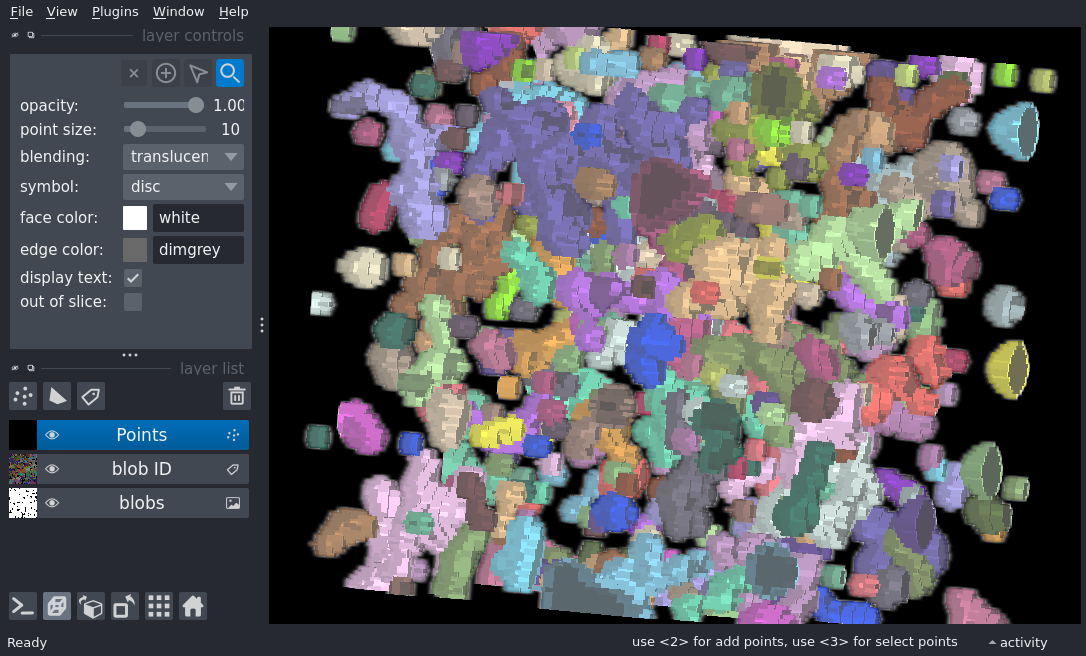 File View Plugins Window Help
layer controls
opacity: 1.00
point size: 10
blending: translucen
symbol: disc
face color: white
edge color: dimgrey
display text:
out of slice:
layer list
Points
blob ID
blobs
Ready
use <2> for add points, use <3> for select points
activity